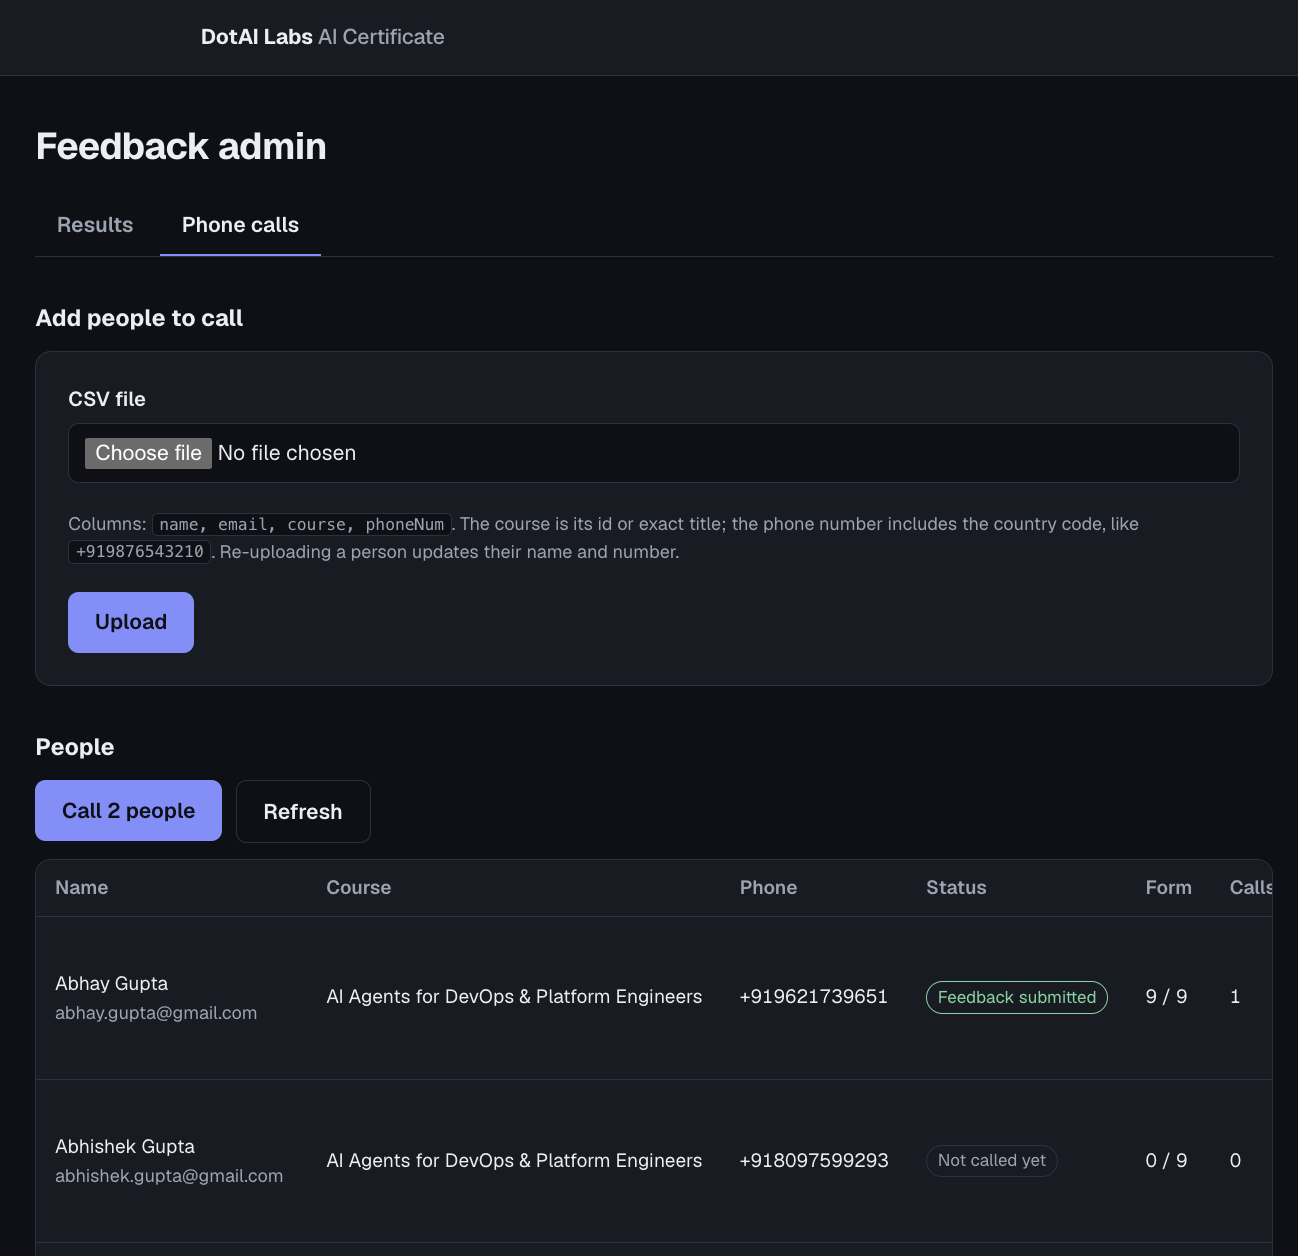 DotAI Labs AI Certificate
Feedback admin
Results Phone calls
Add people to call
CSV file
Choose file No file chosen
Columns: name, email, course, phoneNum. The course is its id or exact title; the phone number includes the country code, like
+919876543210. Re-uploading a person updates their name and number.
Upload
People
Call 2 people Refresh
Name Course Phone Status Form Calls
Abhay Gupta
abhay.gupta@gmail.com
AI Agents for DevOps & Platform Engineers +919621739651 Feedback submitted 9 / 9 1
Abhishek Gupta
abhishek.gupta@gmail.com
AI Agents for DevOps & Platform Engineers +918097599293 Not called yet 0 / 9 0